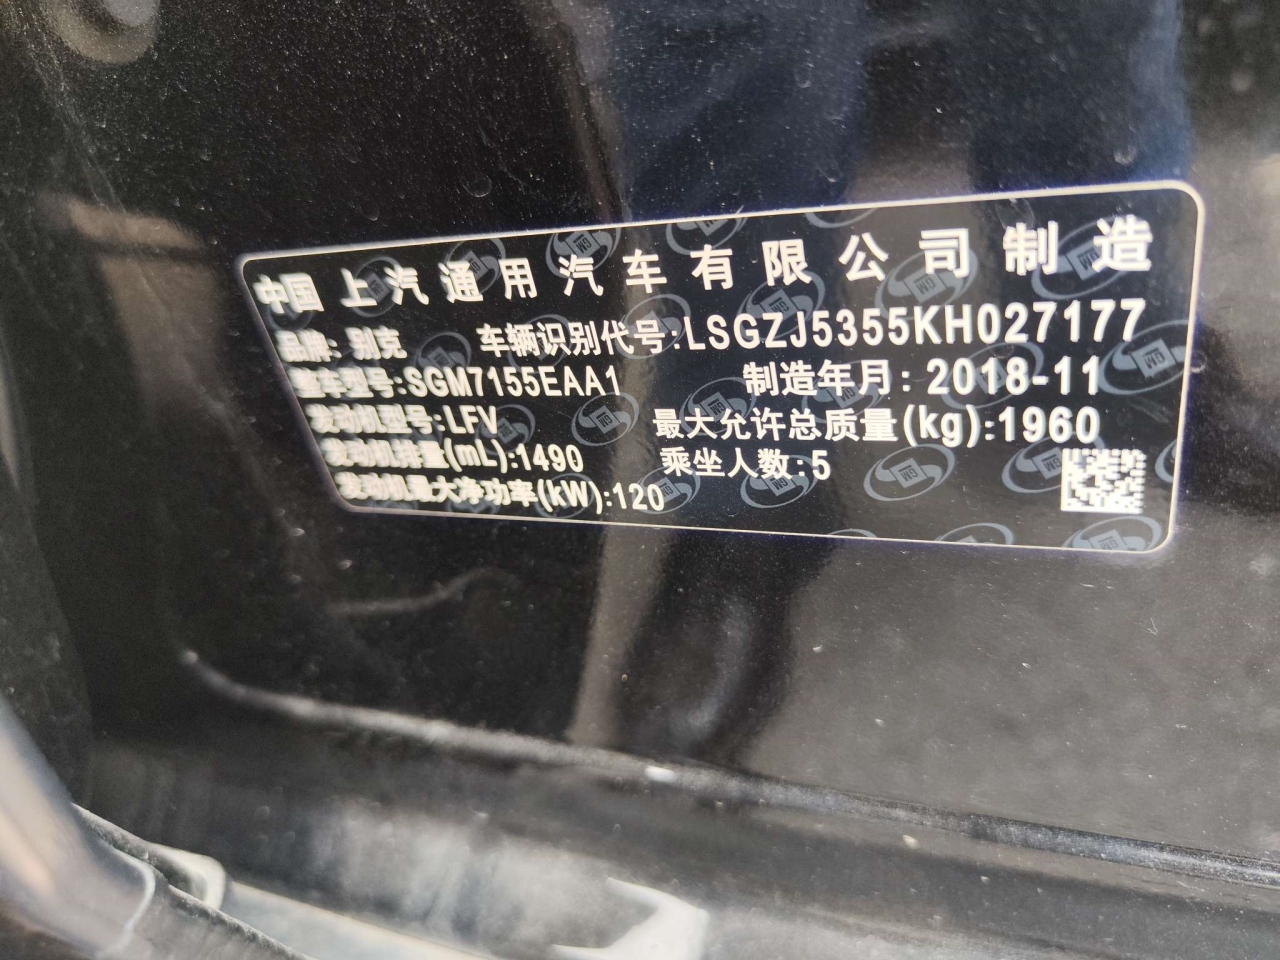 中国上汽通用汽车有限公司制造
品牌: 别克 车辆识别代号:LSGZJ5355KH027177
整车型号:SGM7155EAA1 制造年月: 2018-11
发动机型号:LFV 最大允许总质量(kg):1960
发动机排量(mL):1490 乘坐人数:5
发动机最大净功率(kW):120